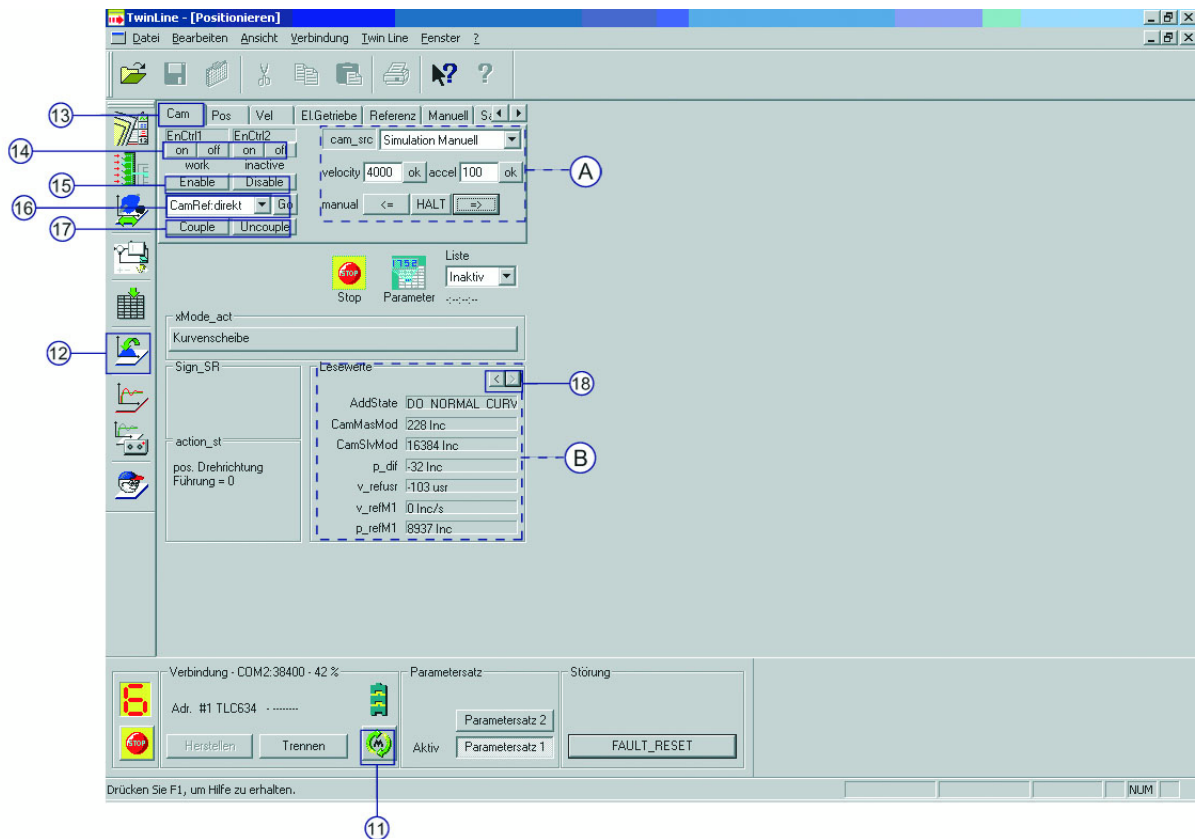 TwinLine - [Positionieren]
Datei Bearbeiten Ansicht Verbindung Twin Line Fenster ?
13
Cam Pos Vel El.Getriebe Referenz Manuell
EnCtrl1 EnCtrl2
cam_src Simulation Manuell
14
on off on off
work inactive
velocity 4000 ok accel 100 ok
A
15
Enable Disable
16
CamRef:direkt Go
manual <= HALT =>
17
Couple Uncouple
Liste
STOP
1752
Inaktiv
Stop Parameter -:--:--:--
xMode_act
12
Kurvenscheibe
Sign_SR
Lesewerte
< >
18
AddState DO NORMAL CURV
CamMasMod 228 Inc
action_st
CamSlvMod 16384 Inc
B
pos. Drehrichtung
Führung = 0
p_dif -32 Inc
v_refusr -103 usr
v_refM1 0 Inc/s
p_refM1 8937 Inc
Verbindung - COM2:38400 - 42 %
Parametersatz
Störung
6
Adr. #1 TLC634 - --------
Parametersatz 2
STOP
Herstellen Trennen
M
Aktiv Parametersatz 1
FAULT_RESET
Drücken Sie F1, um Hilfe zu erhalten.
NUM
11